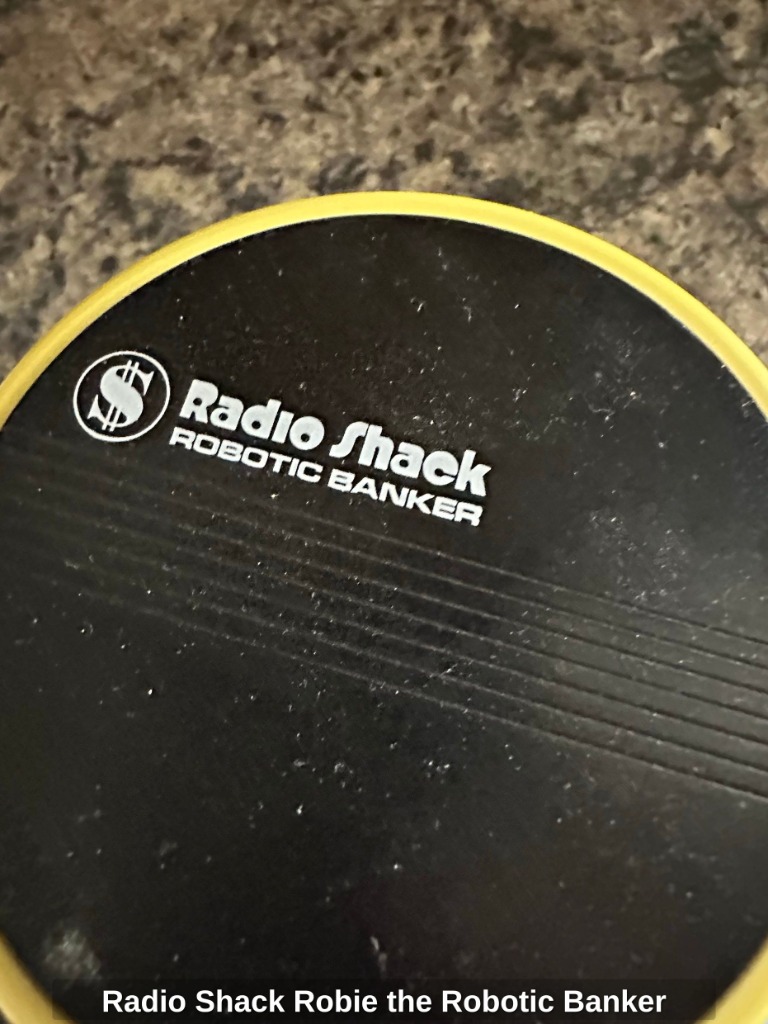 $
Radio Shack
ROBOTIC BANKER
Radio Shack Robie the Robotic Banker